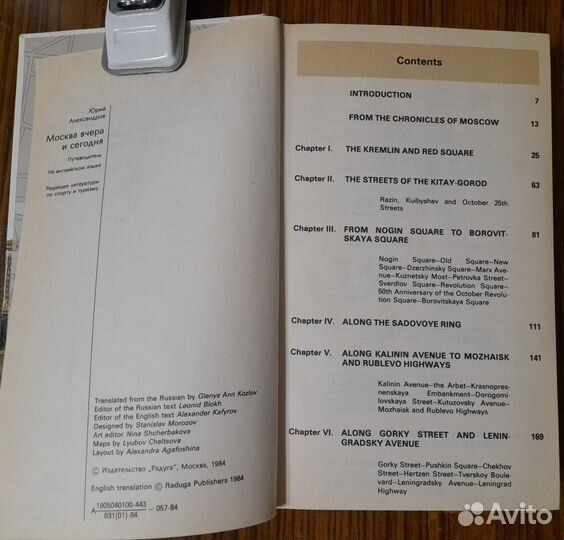 Юрий
Александров
Москва вчера
и сегодня
Путеводитель
На английском языке
Редакция литературы
по спорту и туризму
Translated from the Russian by Glenys Ann Kozlov
Editor of the Russian text Leonid Blokh
Editor of the English text Alexander Kafyrov
Designed by Stanislav Morozov
Art editor Nina Shcherbakova
Maps by Lyubov Cheltsova
Layout by Alexandra Agafoshina
© Издательство „Радуга", Москва, 1984
English translation © Raduga Publishers 1984
А 1905040100-443
031(01)-84 — 057-84
Contents
INTRODUCTION 7
FROM THE CHRONICLES OF MOSCOW 13
Chapter I. THE KREMLIN AND RED SQUARE 25
Chapter II. THE STREETS OF THE KITAY-GOROD 63
Razin, Kuibyshev and October 25th
Streets
Chapter III. FROM NOGIN SQUARE TO BOROVIT-
SKAYA SQUARE 81
Nogin Square—Old Square—New
Square—Dzerzhinsky Square—Marx Ave-
nue—Kuznetsky Most—Petrovka Street—
Sverdlov Square—Revolution Square—
50th Anniversary of the October Revolu-
tion Square—Borovitskaya Square
Chapter IV. ALONG THE SADOVOYE RING 111
Chapter V. ALONG KALININ AVENUE TO MOZHAISK 141
AND RUBLEVO HIGHWAYS
Kalinin Avenue—the Arbat—Krasnopres-
nenskaya Embankment—Dorogomi-
lovskaya Street—Kutuzovsky Avenue—
Mozhaisk and Rublevo Highways
Chapter VI. ALONG GORKY STREET AND LENIN- 169
GRADSKY AVENUE
Gorky Street—Pushkin Square—Chekhov
Street—Hertzen Street—Tverskoy Boule-
vard—Leningradsky Avenue—Leningrad
Highway
Avito